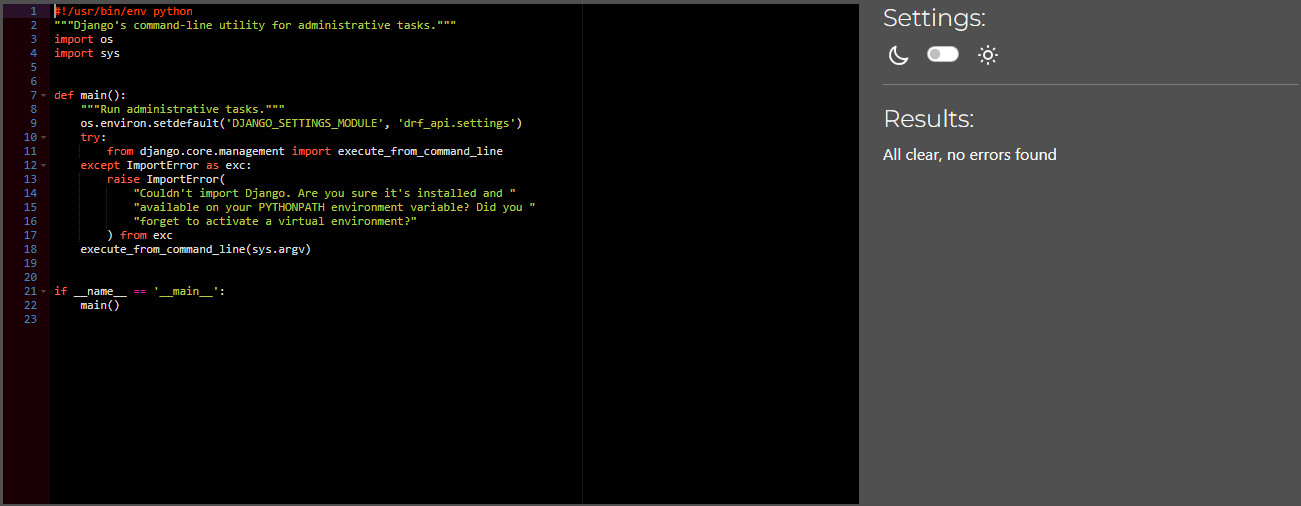 1 #!/usr/bin/env python
2 """Django's command-line utility for administrative tasks."""
3 import os
4 import sys
5
6
7 def main():
8     """Run administrative tasks."""
9     os.environ.setdefault('DJANGO_SETTINGS_MODULE', 'drf_api.settings')
10     try:
11         from django.core.management import execute_from_command_line
12     except ImportError as exc:
13         raise ImportError(
14             "Couldn't import Django. Are you sure it's installed and "
15             "available on your PYTHONPATH environment variable? Did you "
16             "forget to activate a virtual environment?"
17         ) from exc
18     execute_from_command_line(sys.argv)
19
20
21 if __name__ == '__main__':
22     main()
23
Settings:
Results:
All clear, no errors found